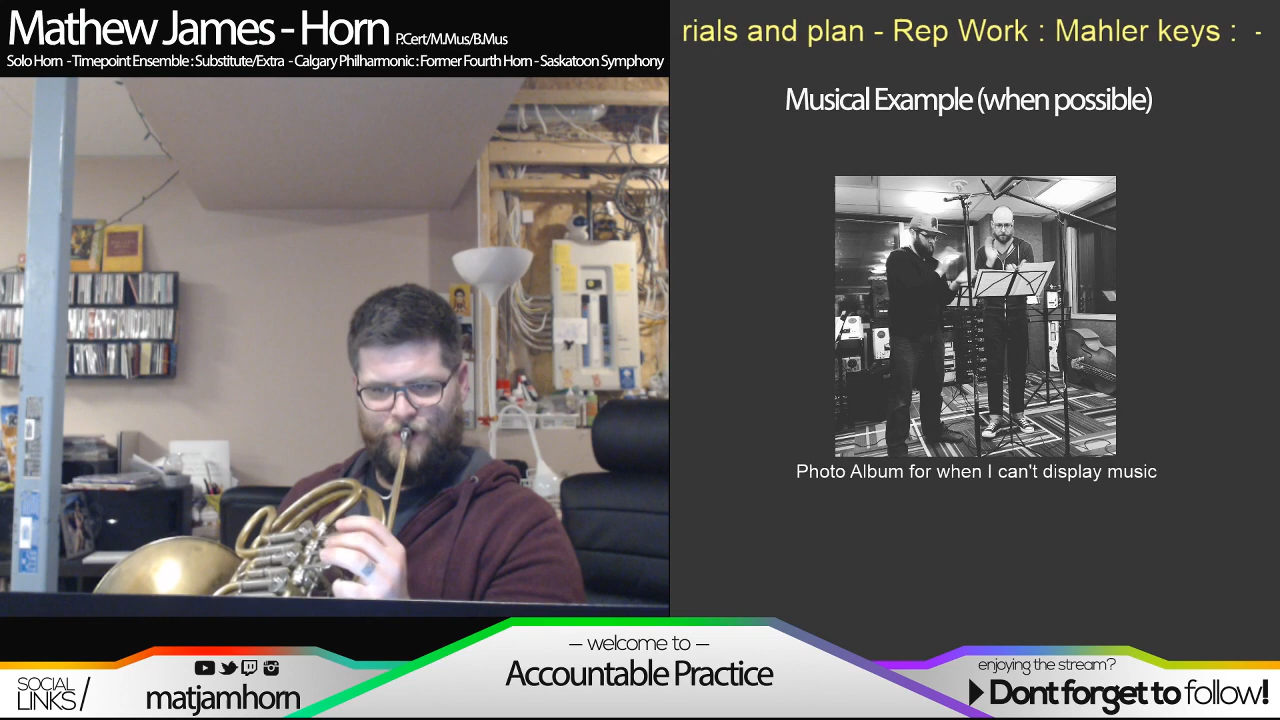 Mathew James - Horn P.Cert/M.Mus/B.Mus
Solo Horn - Timepoint Ensemble : Substitute/Extra - Calgary Philharmonic : Former Fourth Horn - Saskatoon Symphony
rials and plan - Rep Work : Mahler keys : -
Musical Example (when possible)
Photo Album for when I can't display music
SOCIAL
LINKS /
matjamhorn
– welcome to –
Accountable Practice
enjoying the stream?
Dont forget to follow!